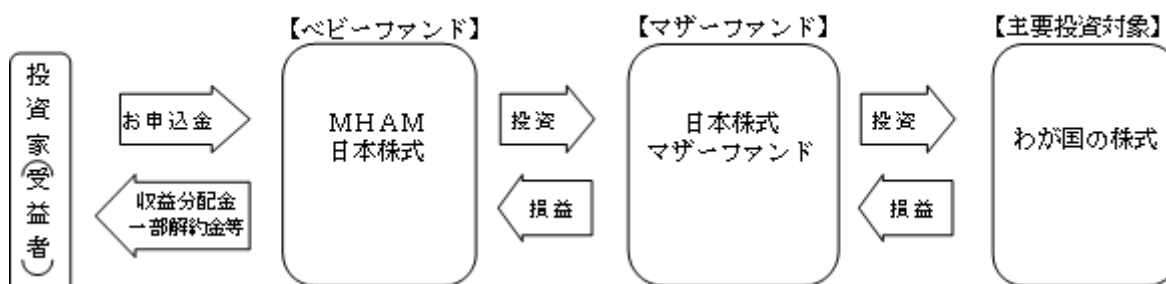 【ベビーファンド】
【マザーファンド】
【主要投資対象】
投資家(受益者)
お申込金
収益分配金
一部解約金等
MHAM
日本株式
投資
損益
日本株式
マザーファンド
投資
損益
わが国の株式